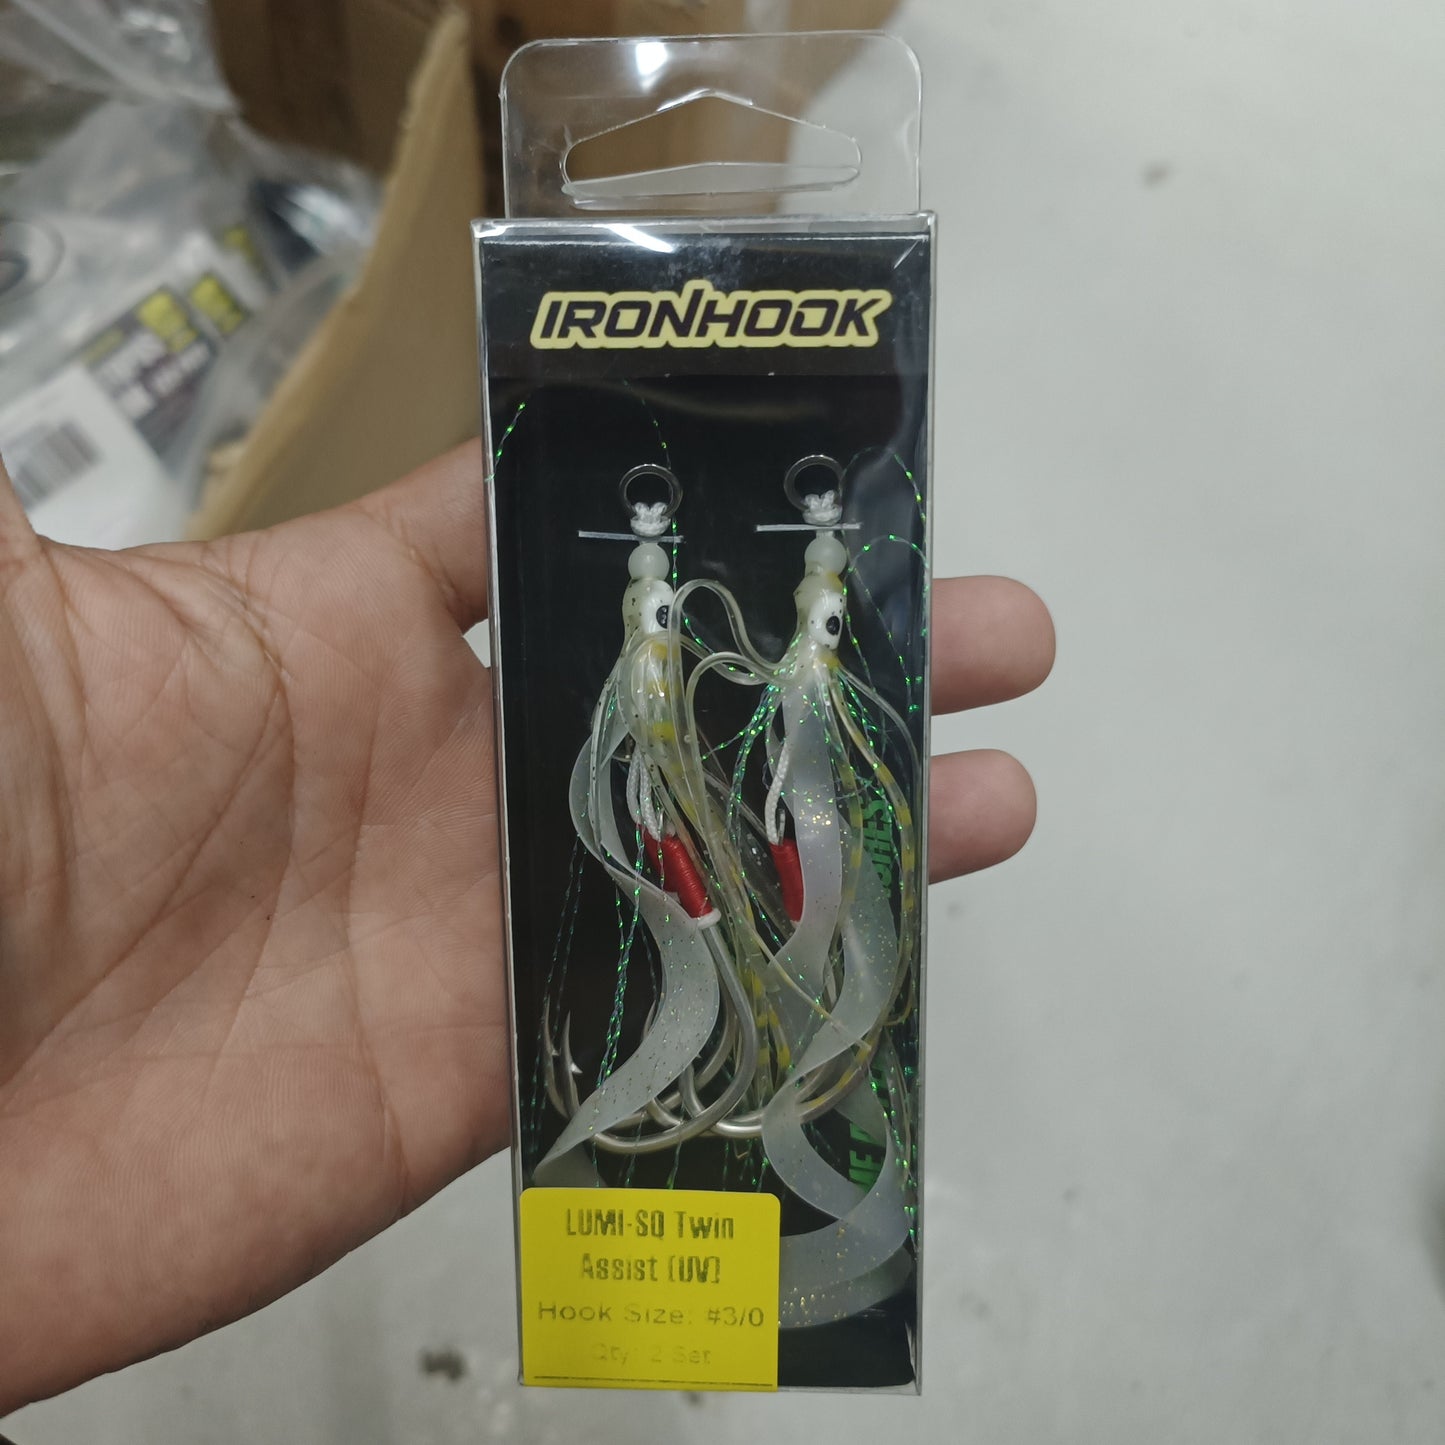 IRONHOOK
LUMI-SQ Twin
Assist (UV)
Hook Size: #3/0
Qty: 2 Set